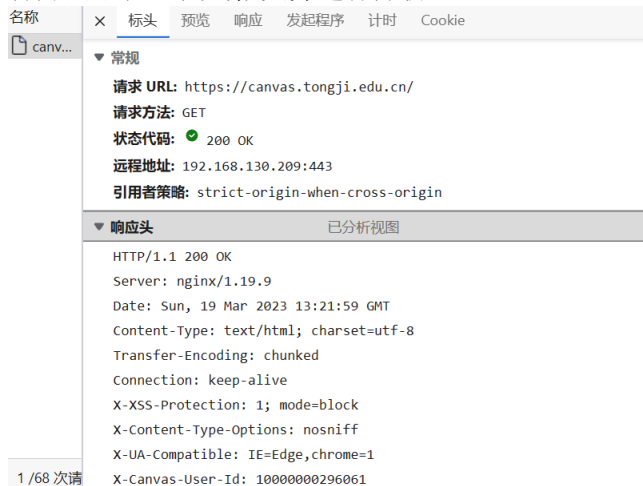 名称
× 标头 预览 响应 发起程序 计时 Cookie
canv...
▼ 常规
请求 URL: https://canvas.tongji.edu.cn/
请求方法: GET
状态代码: 200 OK
远程地址: 192.168.130.209:443
引用者策略: strict-origin-when-cross-origin
▼ 响应头 已分析视图
HTTP/1.1 200 OK
Server: nginx/1.19.9
Date: Sun, 19 Mar 2023 13:21:59 GMT
Content-Type: text/html; charset=utf-8
Transfer-Encoding: chunked
Connection: keep-alive
X-XSS-Protection: 1; mode=block
X-Content-Type-Options: nosniff
X-UA-Compatible: IE=Edge,chrome=1
1 /68 次请 X-Canvas-User-Id: 10000000296061